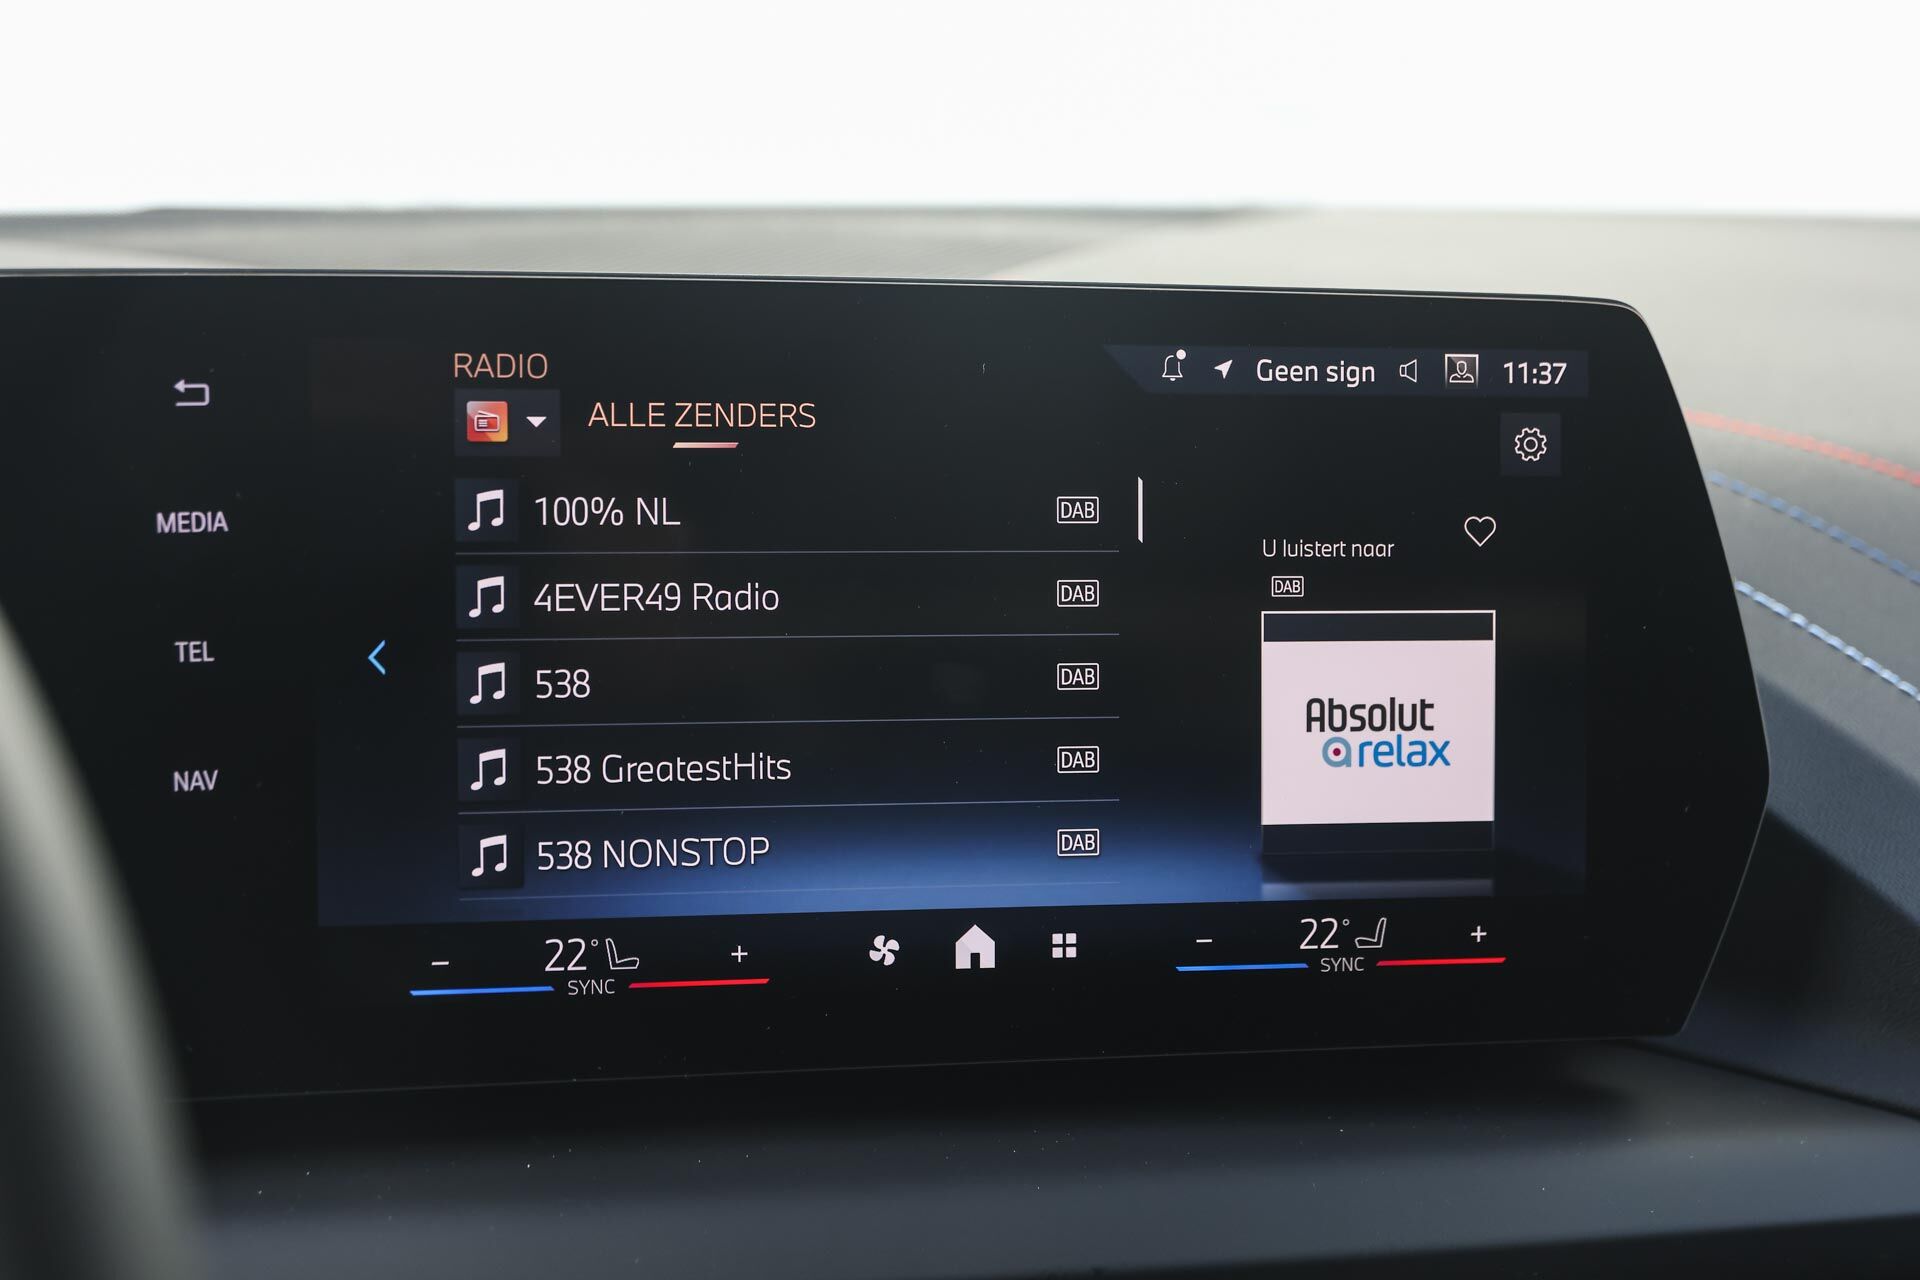 RADIO
Geen sign
11:37
ALLE ZENDERS
MEDIA
TEL
NAV
100% NL DAB
4EVER49 Radio DAB
538 DAB
538 GreatestHits DAB
538 NONSTOP DAB
U luistert naar
DAB
Absolut
relax
− 22° +
SYNC
− 22° +
SYNC